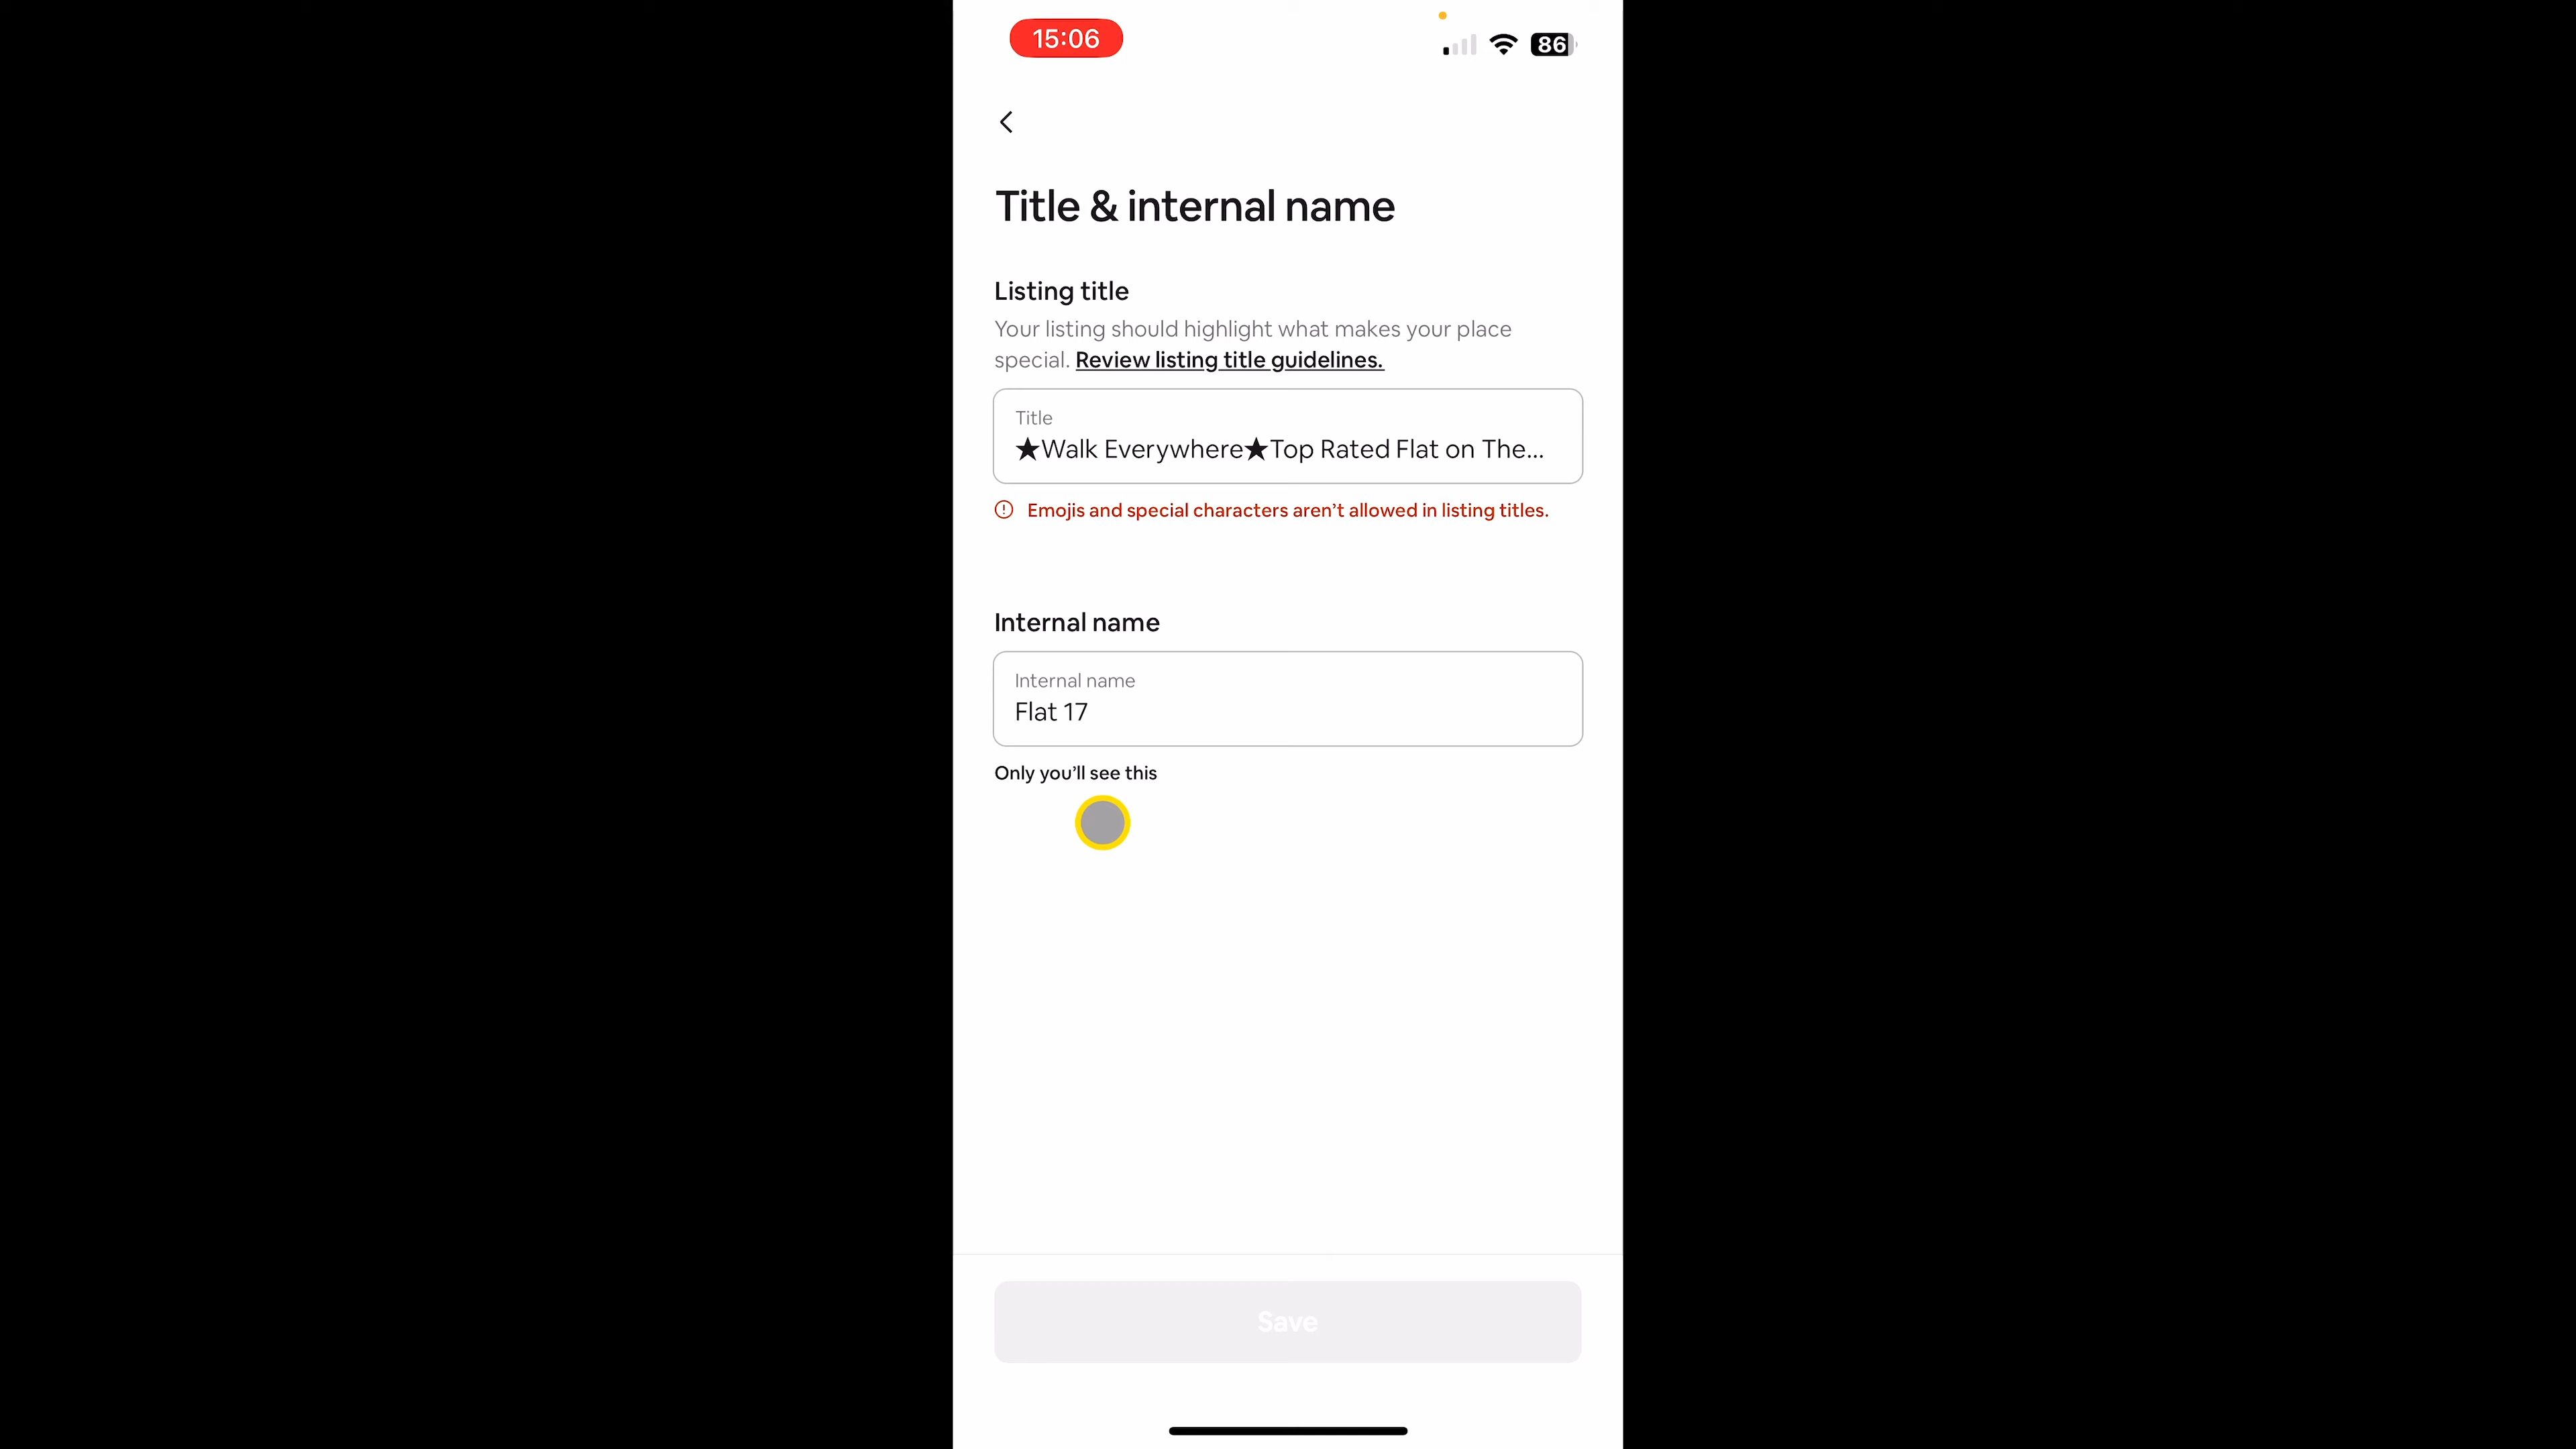 15:06
86
Title & internal name
Listing title
Your listing should highlight what makes your place
special. Review listing title guidelines.
Title
★Walk Everywhere★Top Rated Flat on The...
Emojis and special characters aren’t allowed in listing titles.
Internal name
Internal name
Flat 17
Only you’ll see this
Save